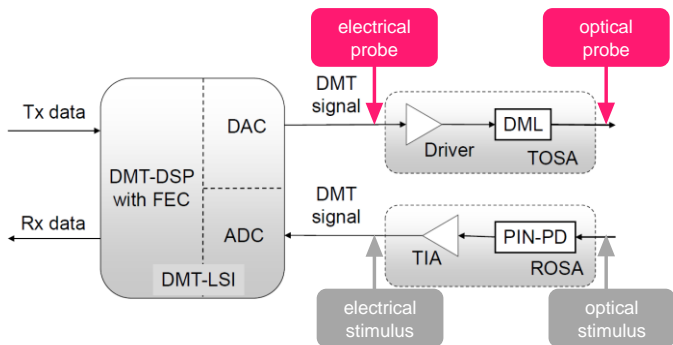 electrical
probe
optical
probe
DMT
signal
Tx data
DAC
DML
Driver
TOSA
DMT-DSP
with FEC
DMT
signal
Rx data
ADC
PIN-PD
TIA
ROSA
DMT-LSI
electrical
stimulus
optical
stimulus